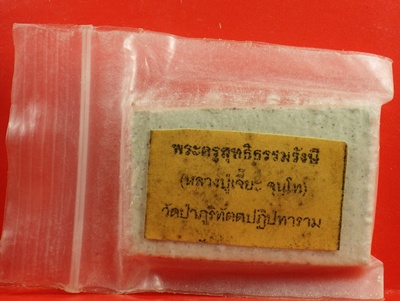 พระครูสุทธิธรรมรังษี
(หลวงปู่เจี๊ยะ จุนฺโท)
วัดป่าภูริทัตตปฏิปทาราม